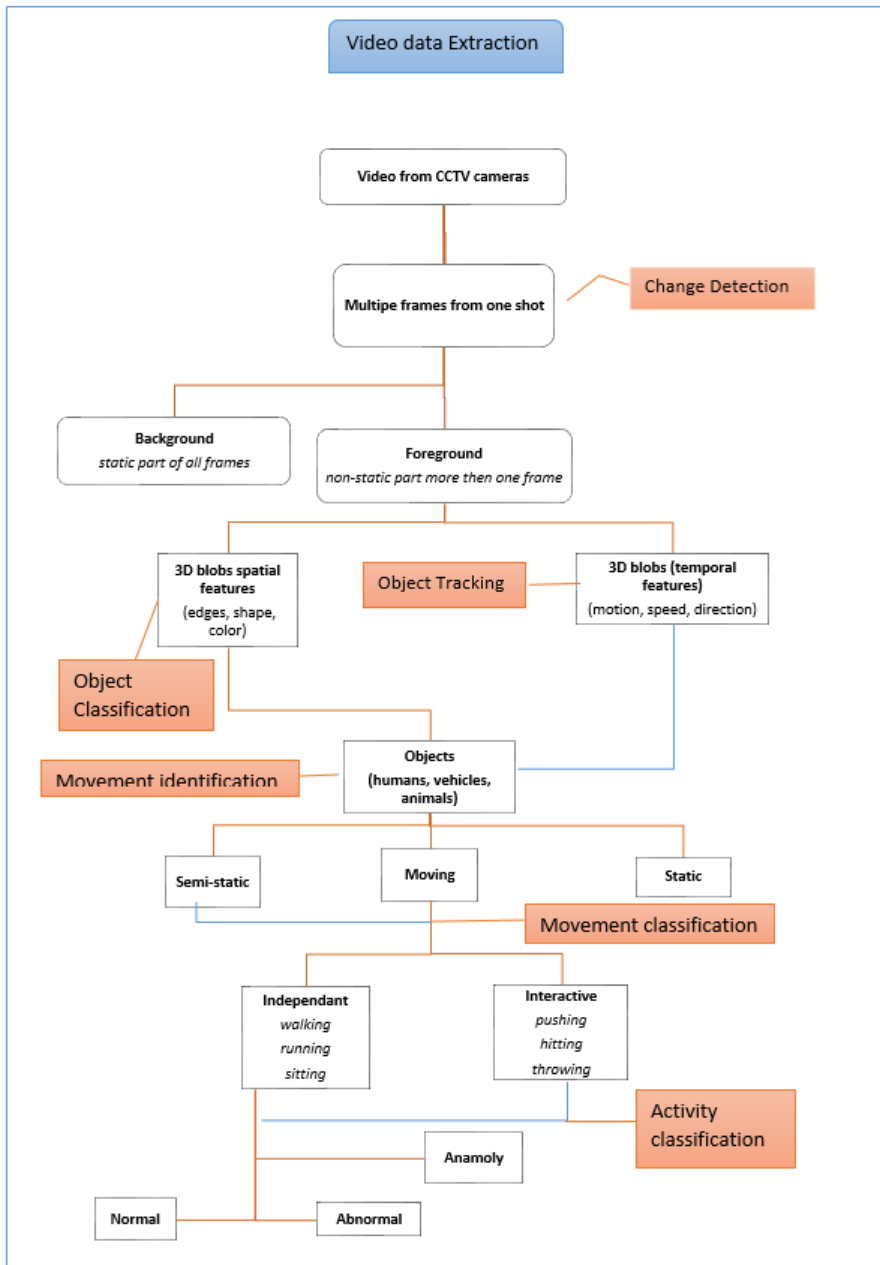 Video data Extraction
Video from CCTV cameras
Multipe frames from one shot
Change Detection
Background
static part of all frames
Foreground
non-static part more then one frame
3D blobs spatial
features
(edges, shape,
color)
Object Tracking
3D blobs (temporal
features)
(motion, speed, direction)
Object
Classification
Objects
(humans, vehicles,
animals)
Movement identification
Semi-static
Moving
Static
Movement classification
Independant
walking
running
sitting
Interactive
pushing
hitting
throwing
Activity
classification
Anamoly
Normal
Abnormal